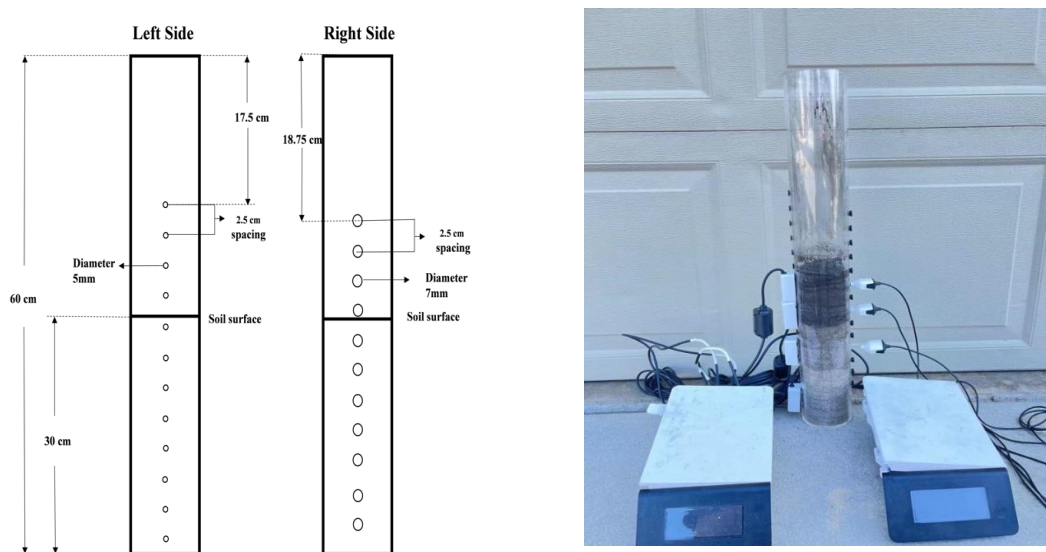 Left Side
Right Side
17.5 cm
18.75 cm
2.5 cm
spacing
2.5 cm
spacing
Diameter
5mm
Diameter
7mm
60 cm
Soil surface
Soil surface
30 cm